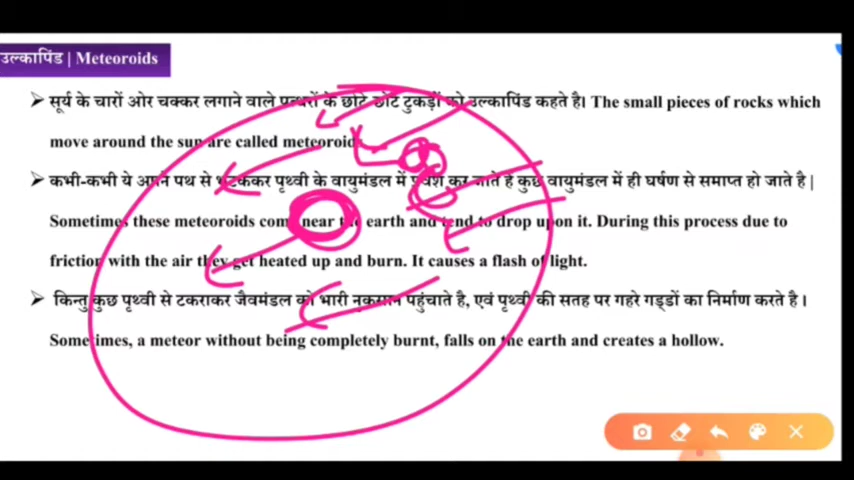 उल्कापिंड | Meteoroids
सूर्य के चारों ओर चक्कर लगाने वाले पत्थरों के छोटे छोटे टुकड़ों को उल्कापिंड कहते है। The small pieces of rocks which
move around the sun are called meteoroids
कभी-कभी ये अपने पथ से भटककर पृथ्वी के वायुमंडल में प्रवेश कर जाते है कुछ वायुमंडल में ही घर्षण से समाप्त हो जाते है |
Sometimes these meteoroids come near the earth and tend to drop upon it. During this process due to
friction with the air they get heated up and burn. It causes a flash of light.
किन्तु कुछ पृथ्वी से टकराकर जैवमंडल को भारी नुकसान पहुंचाते है, एवं पृथ्वी की सतह पर गहरे गड्डों का निर्माण करते है।
Sometimes, a meteor without being completely burnt, falls on the earth and creates a hollow.